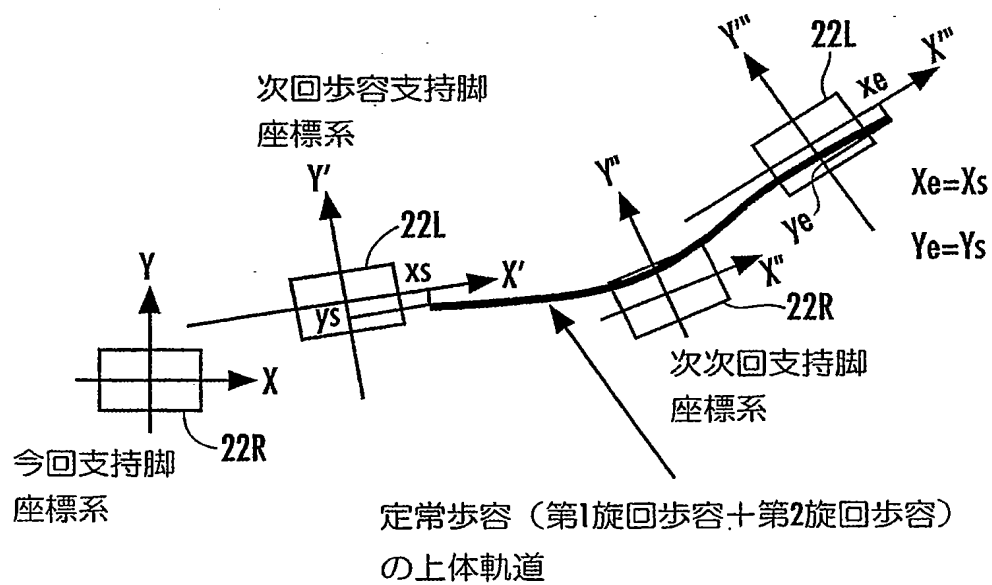 Y'''
22L
X'''
xe
次回歩容支持脚
座標系
Y'
22L
Y''
Xe=Xs
ye
Ye=Ys
Y
xs
X'
X''
ys
22R
X
次次回支持脚
座標系
22R
今回支持脚
座標系
定常歩容(第1旋回歩容+第2旋回歩容)
の上体軌道